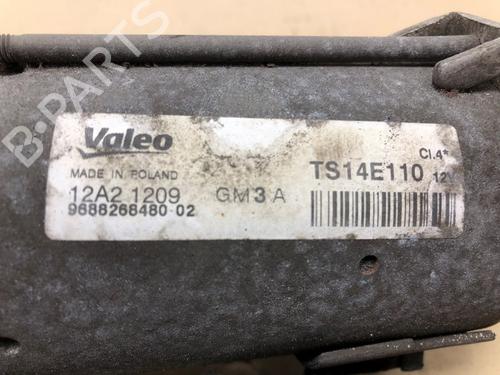 B-PARTS
Valeo
MADE IN POLAND
12A2 1209
9688268480-02
GM3 A
Cl.4*
TS14E110 12V